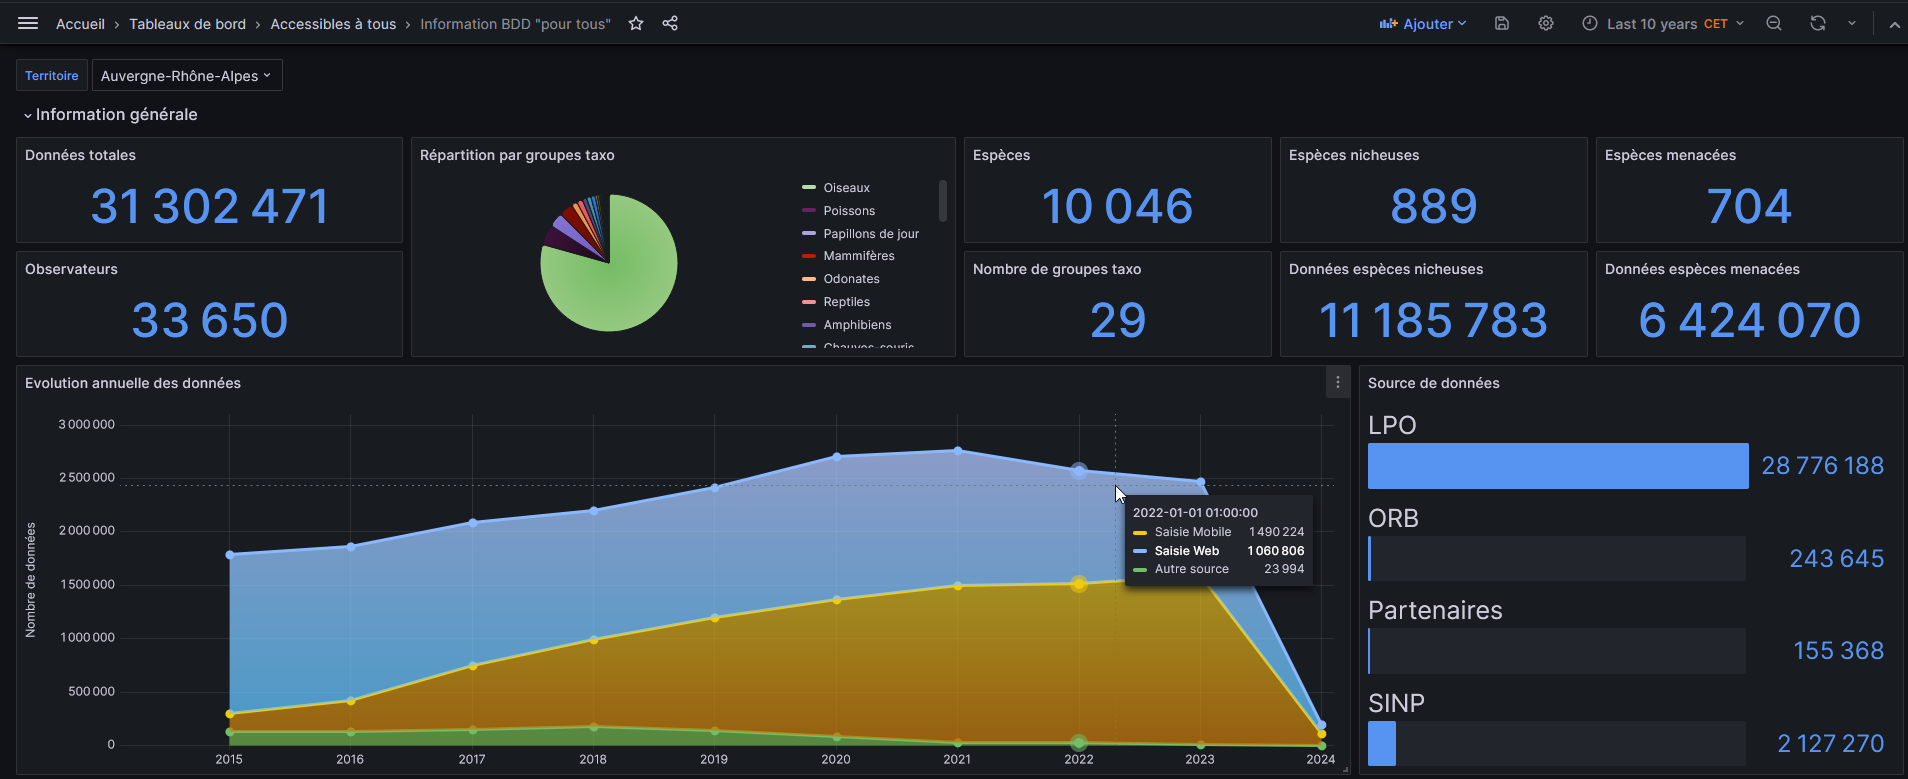 Accueil › Tableaux de bord › Accessibles à tous › Information BDD "pour tous"
Ajouter
Last 10 years CET
Territoire
Auvergne-Rhône-Alpes
Information générale
Données totales
31 302 471
Répartition par groupes taxo
Oiseaux
Poissons
Papillons de jour
Mammifères
Odonates
Reptiles
Amphibiens
Chauves-souris
Espèces
10 046
Espèces nicheuses
889
Espèces menacées
704
Observateurs
33 650
Nombre de groupes taxo
29
Données espèces nicheuses
11 185 783
Données espèces menacées
6 424 070
Evolution annuelle des données
Nombre de données
3 000 000
2 500 000
2 000 000
1 500 000
1 000 000
500 000
0
2015
2016
2017
2018
2019
2020
2021
2022
2023
2024
2022-01-01 01:00:00
Saisie Mobile 1 490 224
Saisie Web 1 060 806
Autre source 23 994
Source de données
LPO
28 776 188
ORB
243 645
Partenaires
155 368
SINP
2 127 270